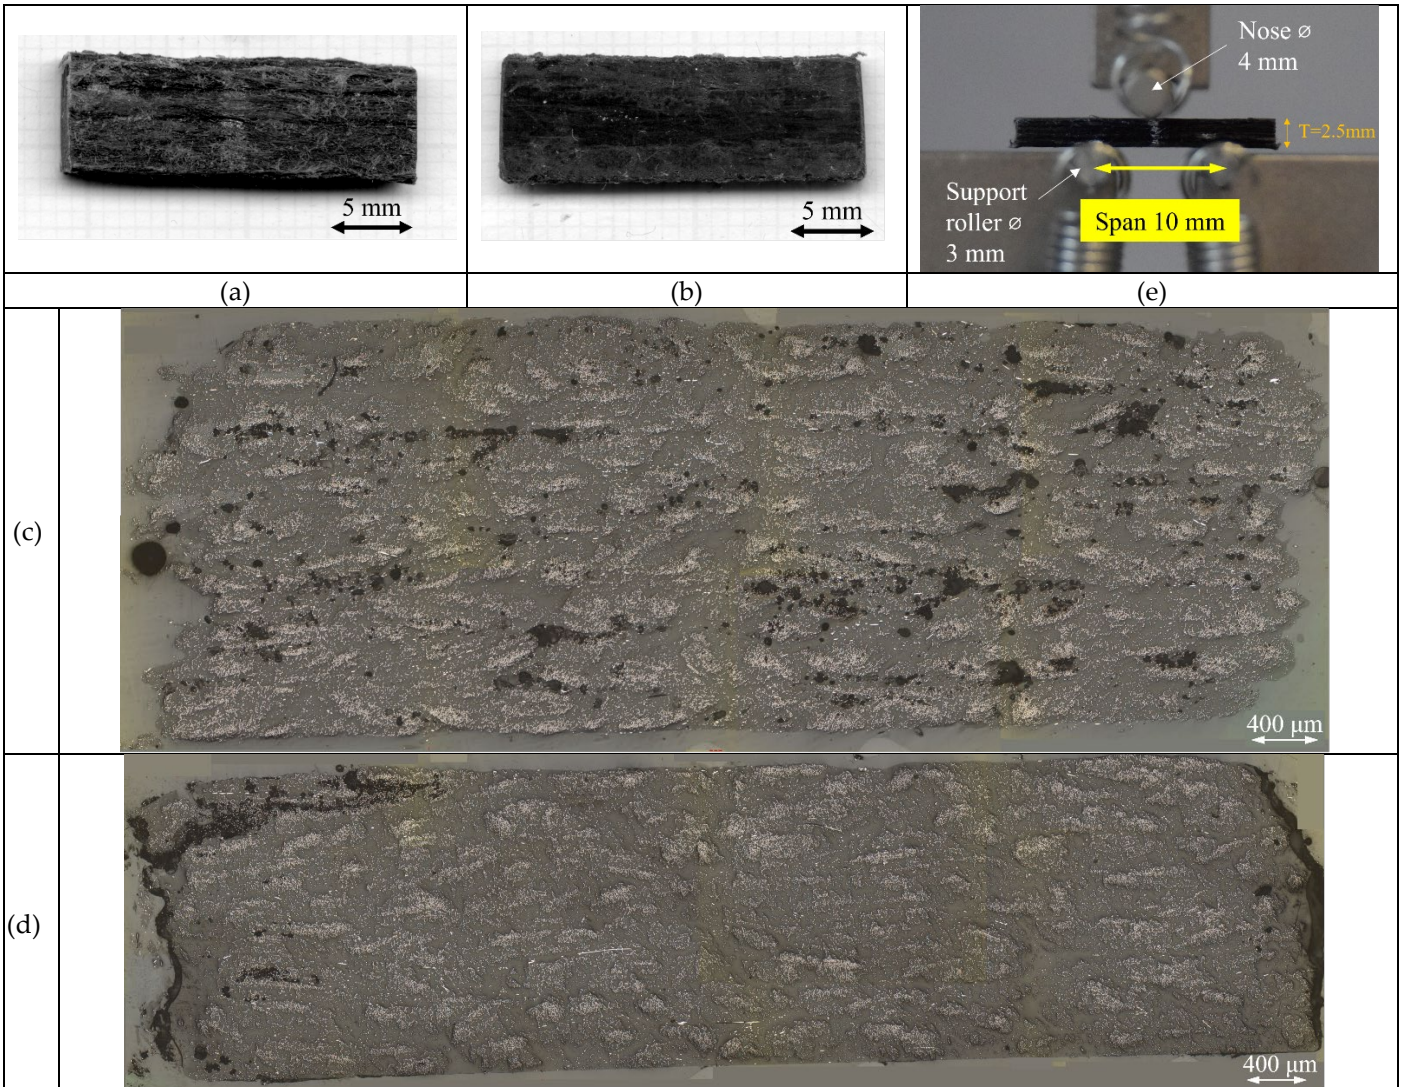 5 mm
5 mm
Nose ⌀
4 mm
T=2.5mm
Support
roller ⌀
3 mm
Span 10 mm
(a)
(b)
(e)
(c)
400 µm
(d)
400 µm